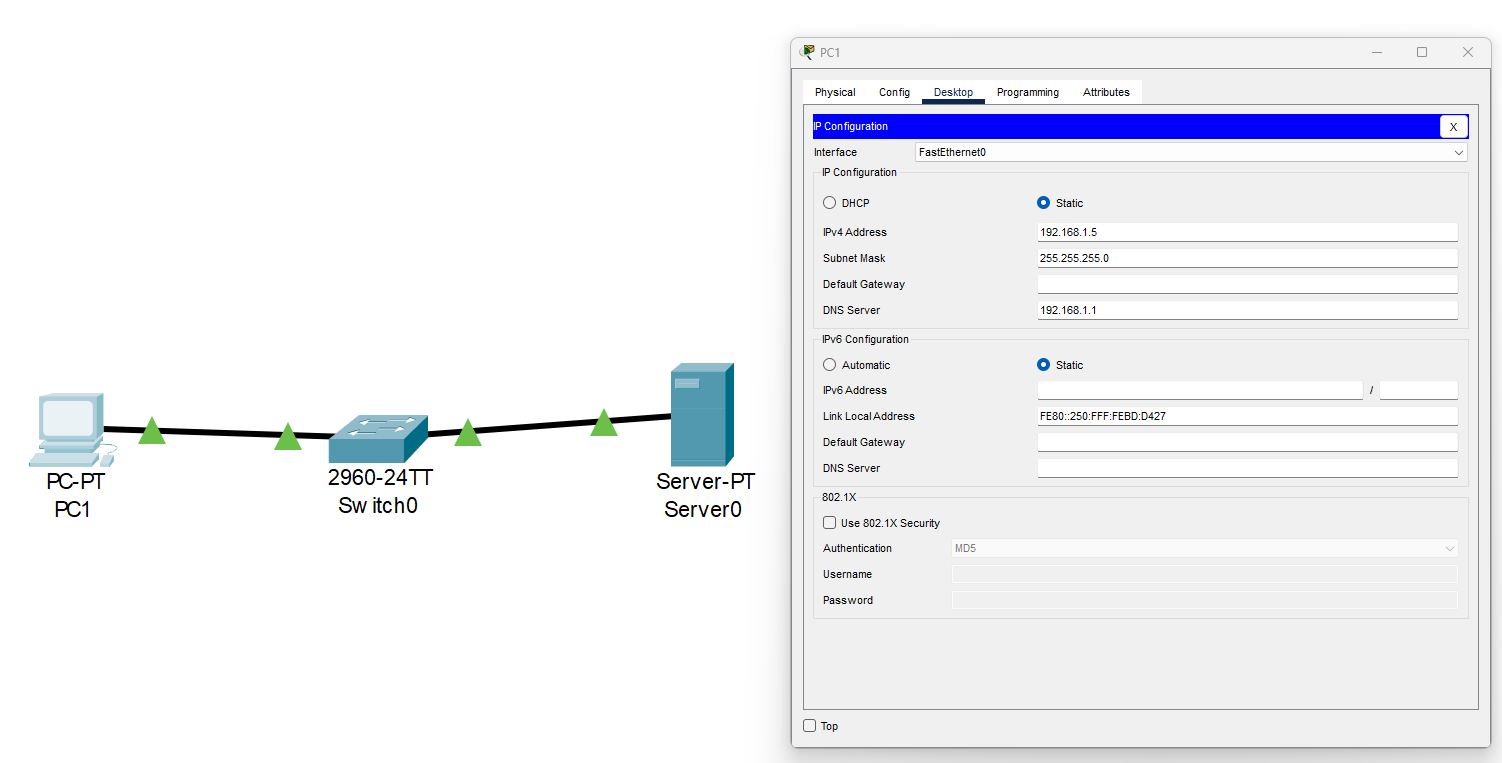 PC-PT
PC1
2960-24TT
Switch0
Server-PT
Server0
PC1
Physical Config Desktop Programming Attributes
IP Configuration X
Interface FastEthernet0
IP Configuration
DHCP Static
IPv4 Address 192.168.1.5
Subnet Mask 255.255.255.0
Default Gateway
DNS Server 192.168.1.1
IPv6 Configuration
Automatic Static
IPv6 Address /
Link Local Address FE80::250:FFF:FEBD:D427
Default Gateway
DNS Server
802.1X
Use 802.1X Security
Authentication MD5
Username
Password
Top